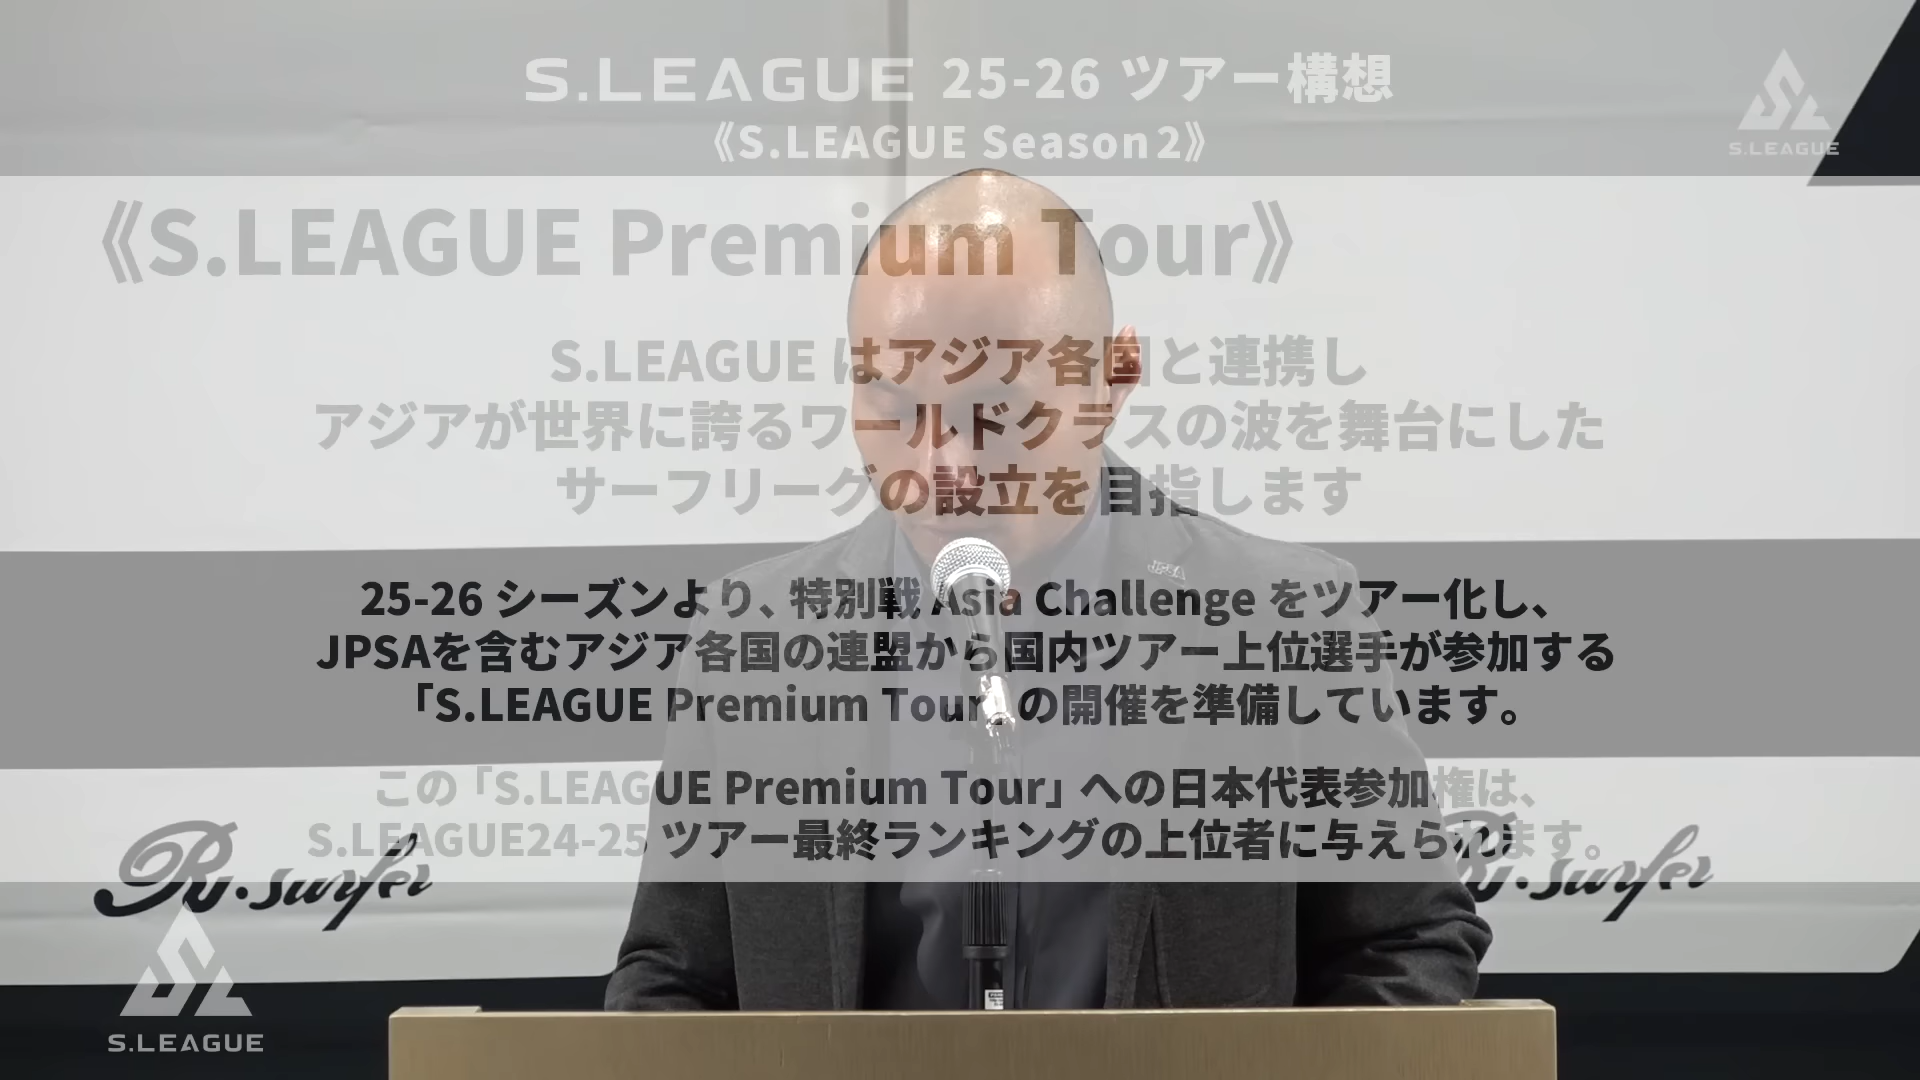 S.LEAGUE 25-26 ツアー構想
《S.LEAGUE Season2》
S.LEAGUE
《S.LEAGUE Premium Tour》
S.LEAGUE はアジア各国と連携し
アジアが世界に誇るワールドクラスの波を舞台にした
サーフリーグの設立を目指します
JPSA
25-26 シーズンより、特別戦 Asia Challenge をツアー化し、
JPSAを含むアジア各国の連盟から国内ツアー上位選手が参加する
「S.LEAGUE Premium Tour」の開催を準備しています。
この「S.LEAGUE Premium Tour」への日本代表参加権は、
S.LEAGUE24-25 ツアー最終ランキングの上位者に与えられます。
S.LEAGUE